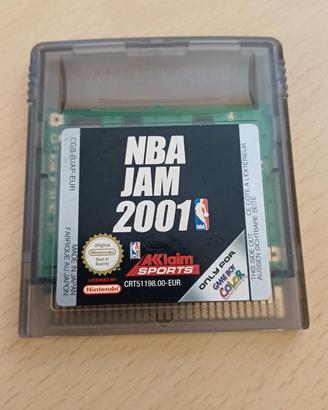 NBA
JAM
2001
NBA
CGB-BJAP-EUR
MADE IN JAPAN
FABRIQUE AU JAPON
Original
Nintendo
Seal of
Quality
LICENSED BY
Nintendo
AKKlaim
SPORTS
CRT51198.00-EUR
ONLY FOR
GAME BOY
COLOR
THIS SIDE OUT
CE COTE A L'EXTERIEUR
AUSSEN SICHTBARE SEITE